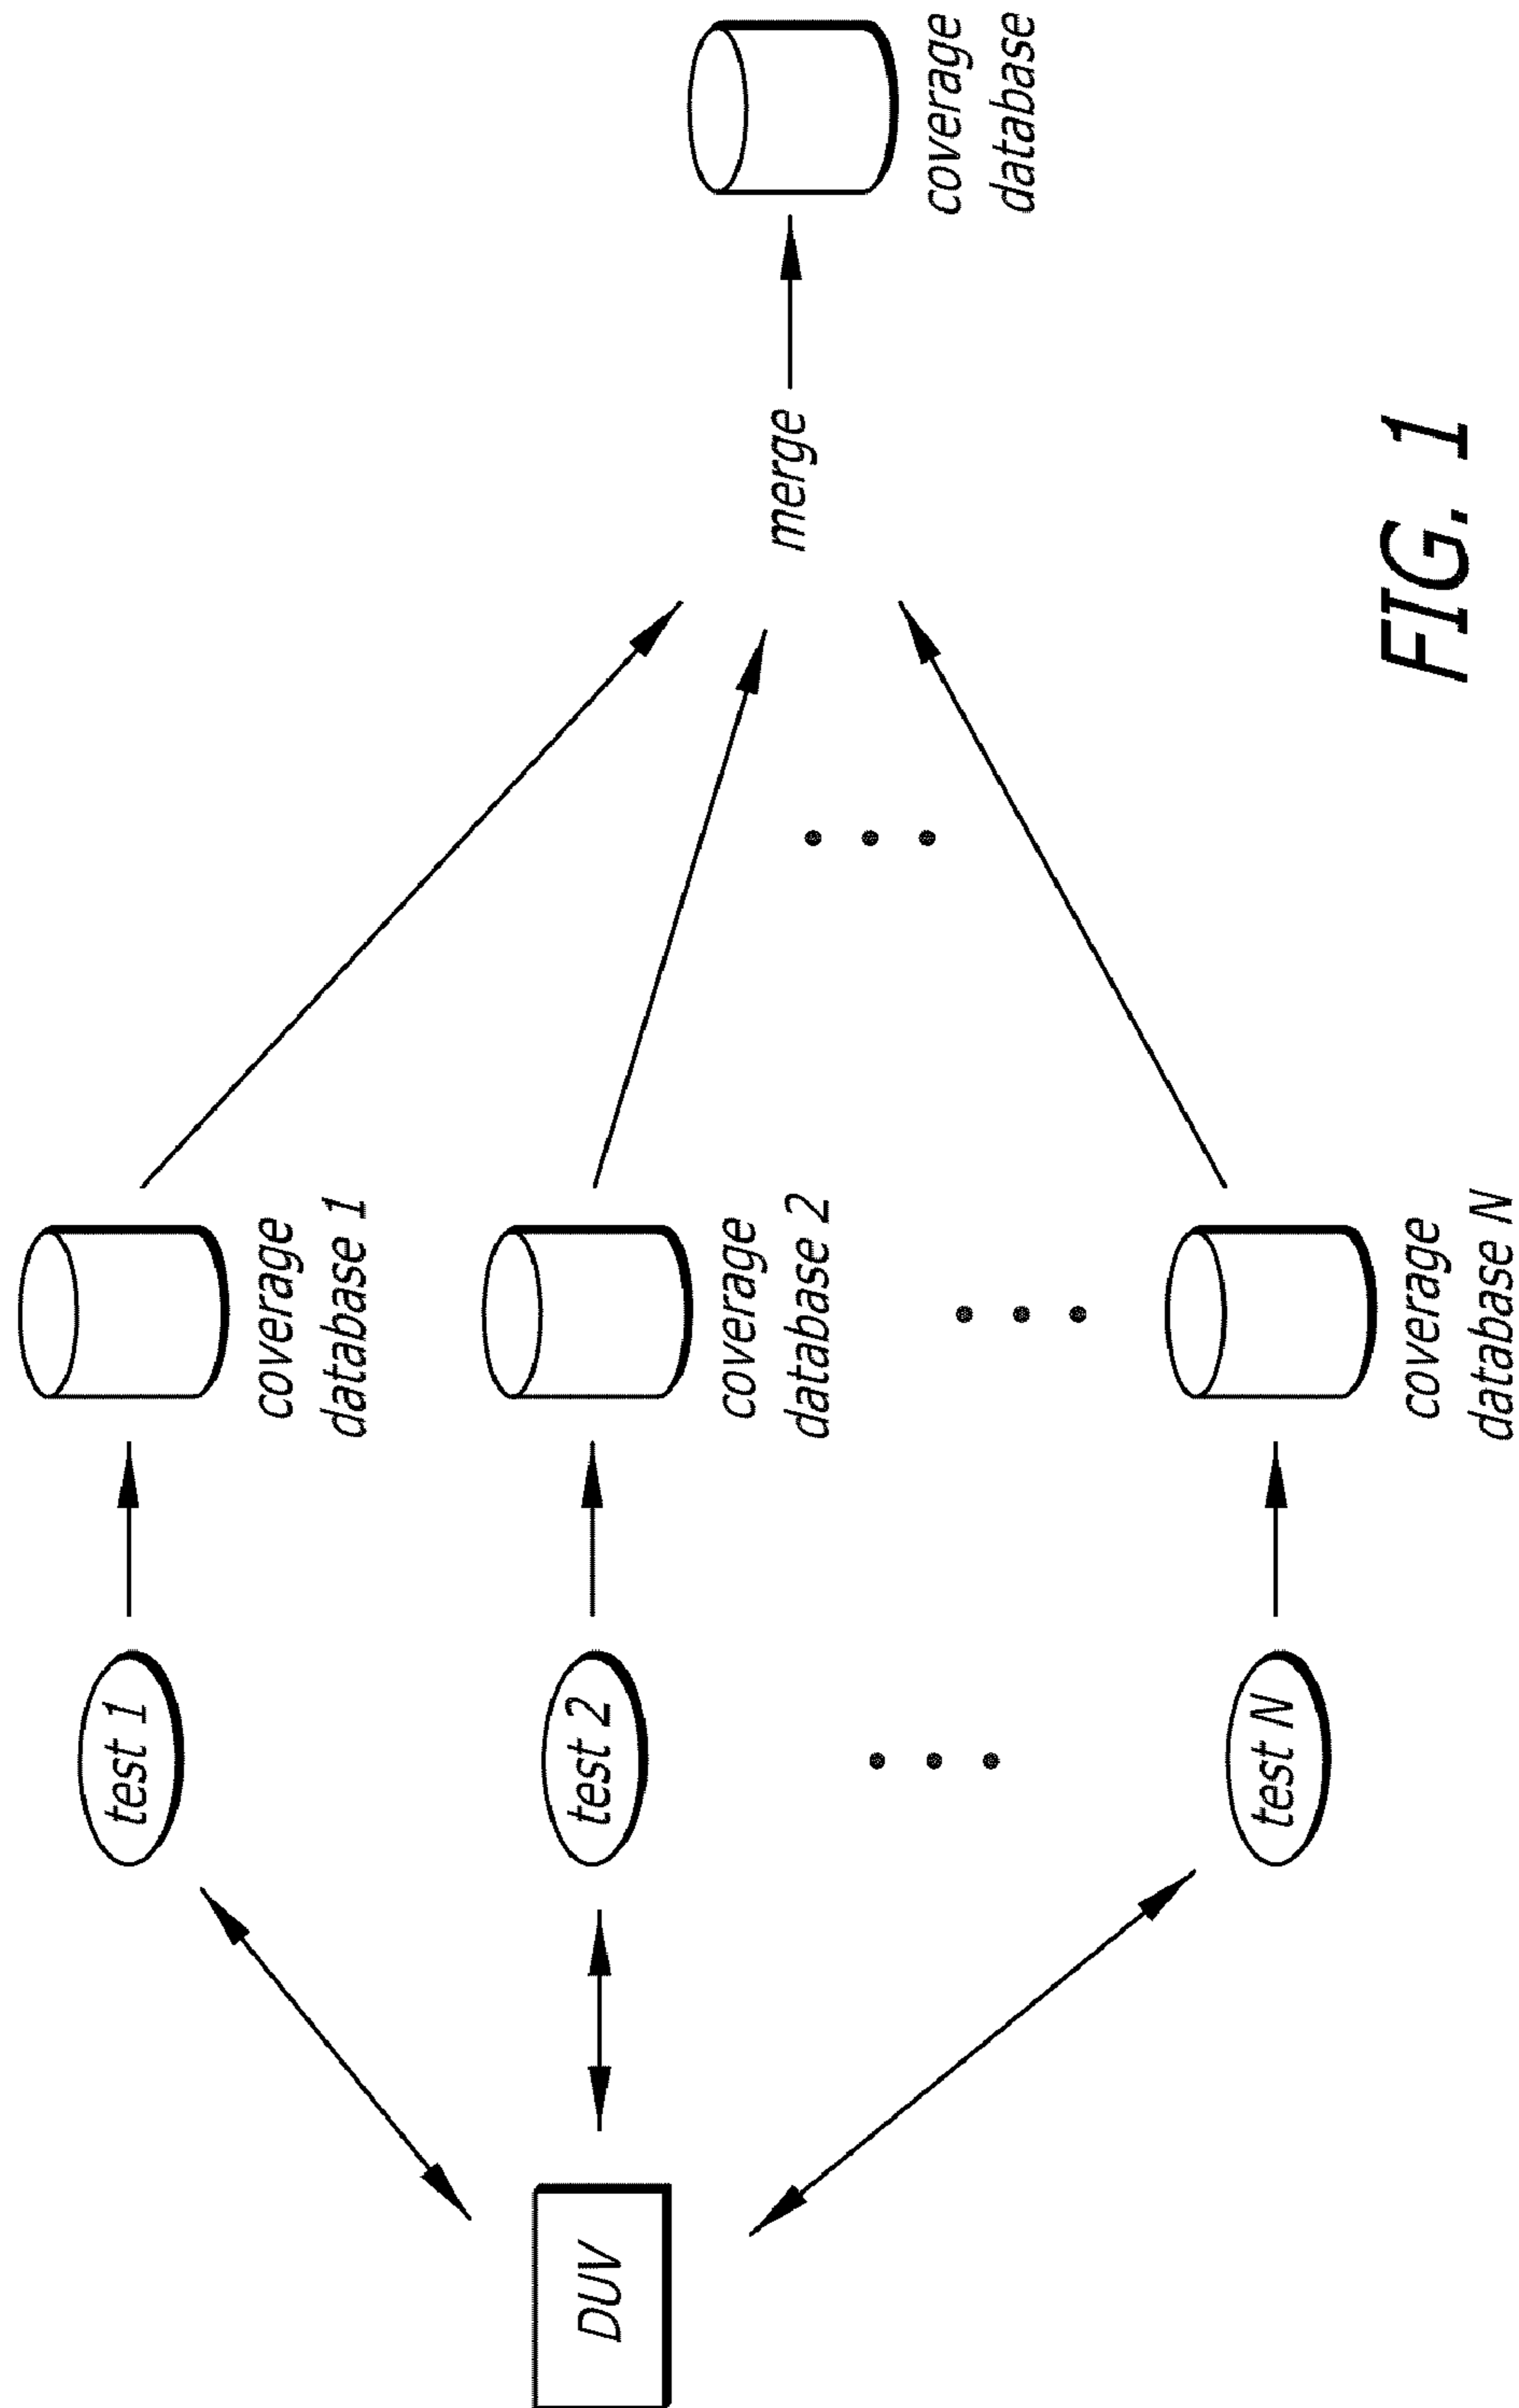 DUV
test 1
test 2
test N
coverage
database 1
coverage
database 2
coverage
database N
merge
coverage
database
FIG. 1